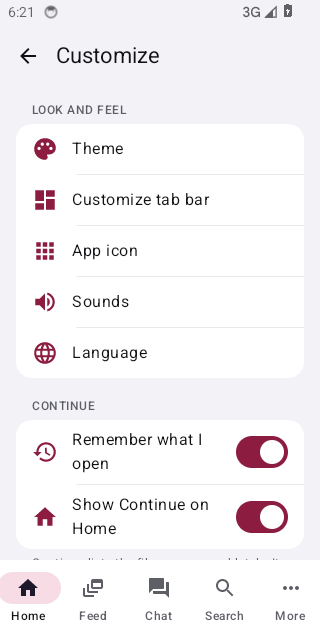 6:21
3G
Customize
LOOK AND FEEL
Theme
Customize tab bar
App icon
Sounds
Language
CONTINUE
Remember what I
open
Show Continue on
Home
Home
Feed
Chat
Search
More